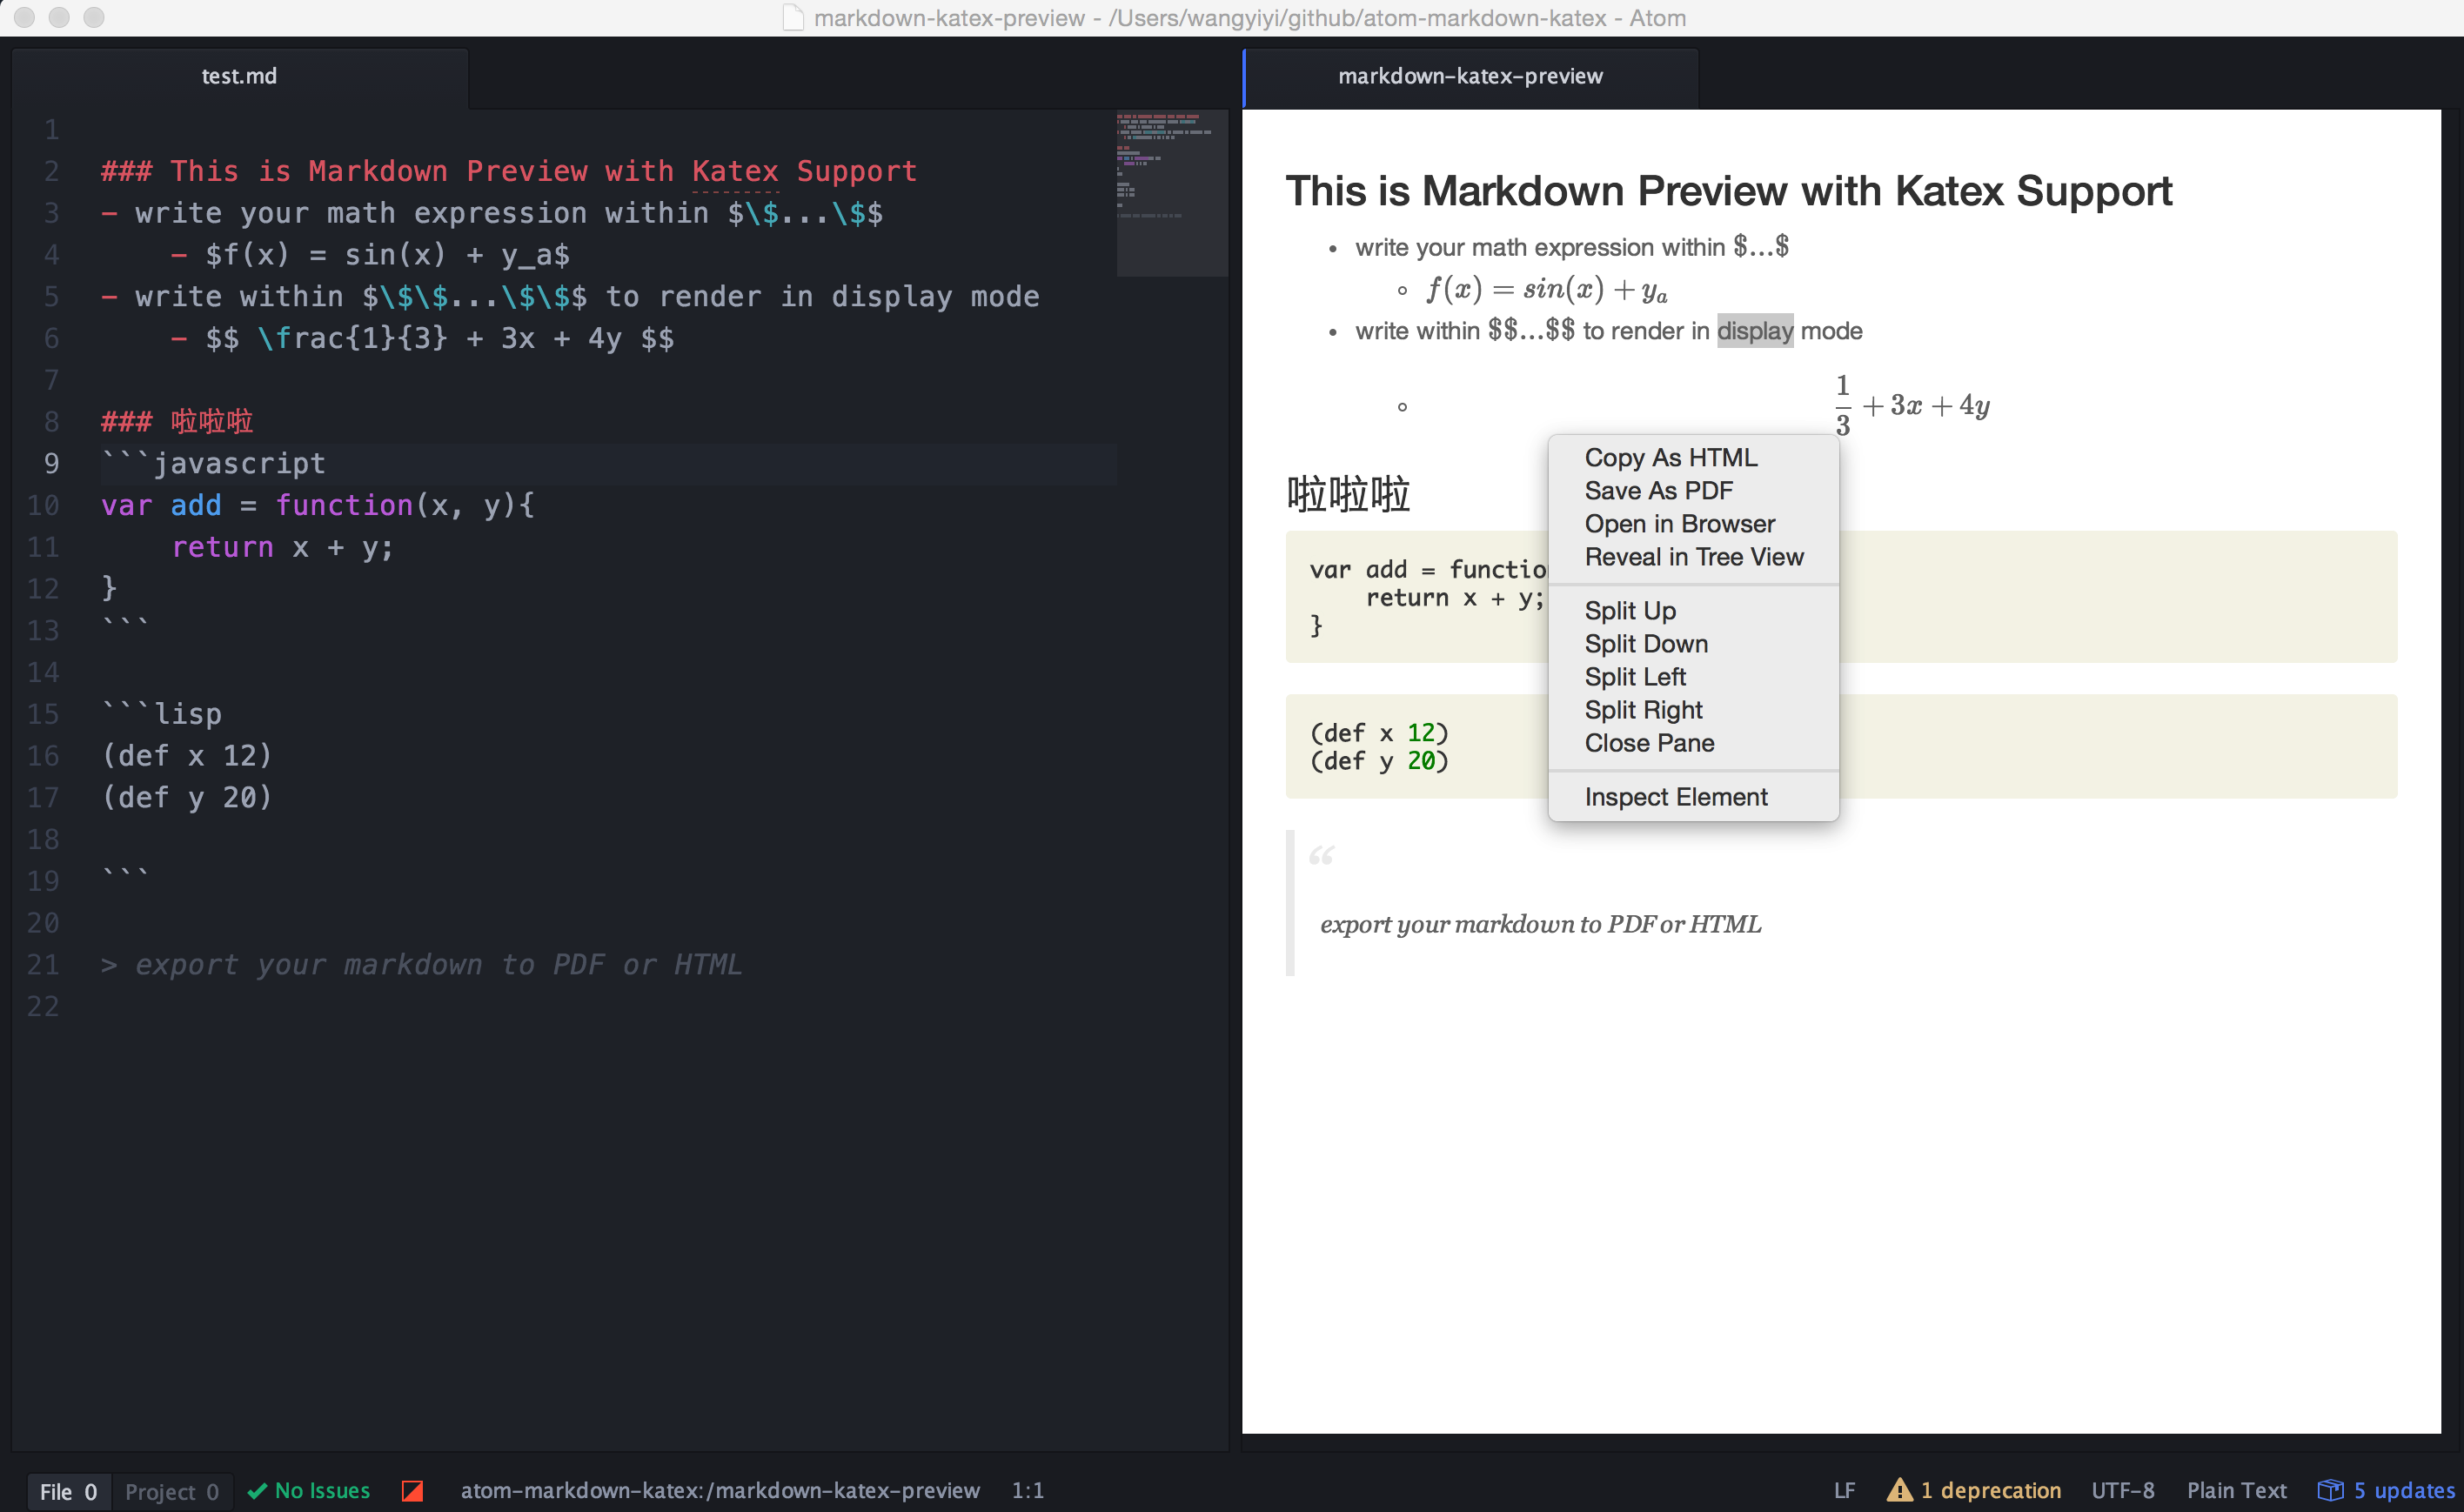 markdown-katex-preview - /Users/wangyiyi/github/atom-markdown-katex - Atom
test.md
1
2 ### This is Markdown Preview with Katex Support
3 - write your math expression within $\$...\$$
4     - $f(x) = sin(x) + y_a$
5 - write within $\$\$...\$\$$ to render in display mode
6     - $$ \frac{1}{3} + 3x + 4y $$
7
8 ### 啦啦啦
9 ```javascript
10 var add = function(x, y){
11     return x + y;
12 }
13 ```
14
15 ```lisp
16 (def x 12)
17 (def y 20)
18
19 ```
20
21 > export your markdown to PDF or HTML
22
markdown-katex-preview
This is Markdown Preview with Katex Support
• write your math expression within $...$
∘ f(x) = sin(x) + yₐ
• write within $$...$$ to render in display mode
∘ 1/3 + 3x + 4y
啦啦啦
var add = functio
    return x + y;
}
(def x 12)
(def y 20)
“
export your markdown to PDF or HTML
Copy As HTML
Save As PDF
Open in Browser
Reveal in Tree View
Split Up
Split Down
Split Left
Split Right
Close Pane
Inspect Element
File 0 Project 0 No Issues atom-markdown-katex:/markdown-katex-preview 1:1 LF 1 deprecation UTF-8 Plain Text 5 updates